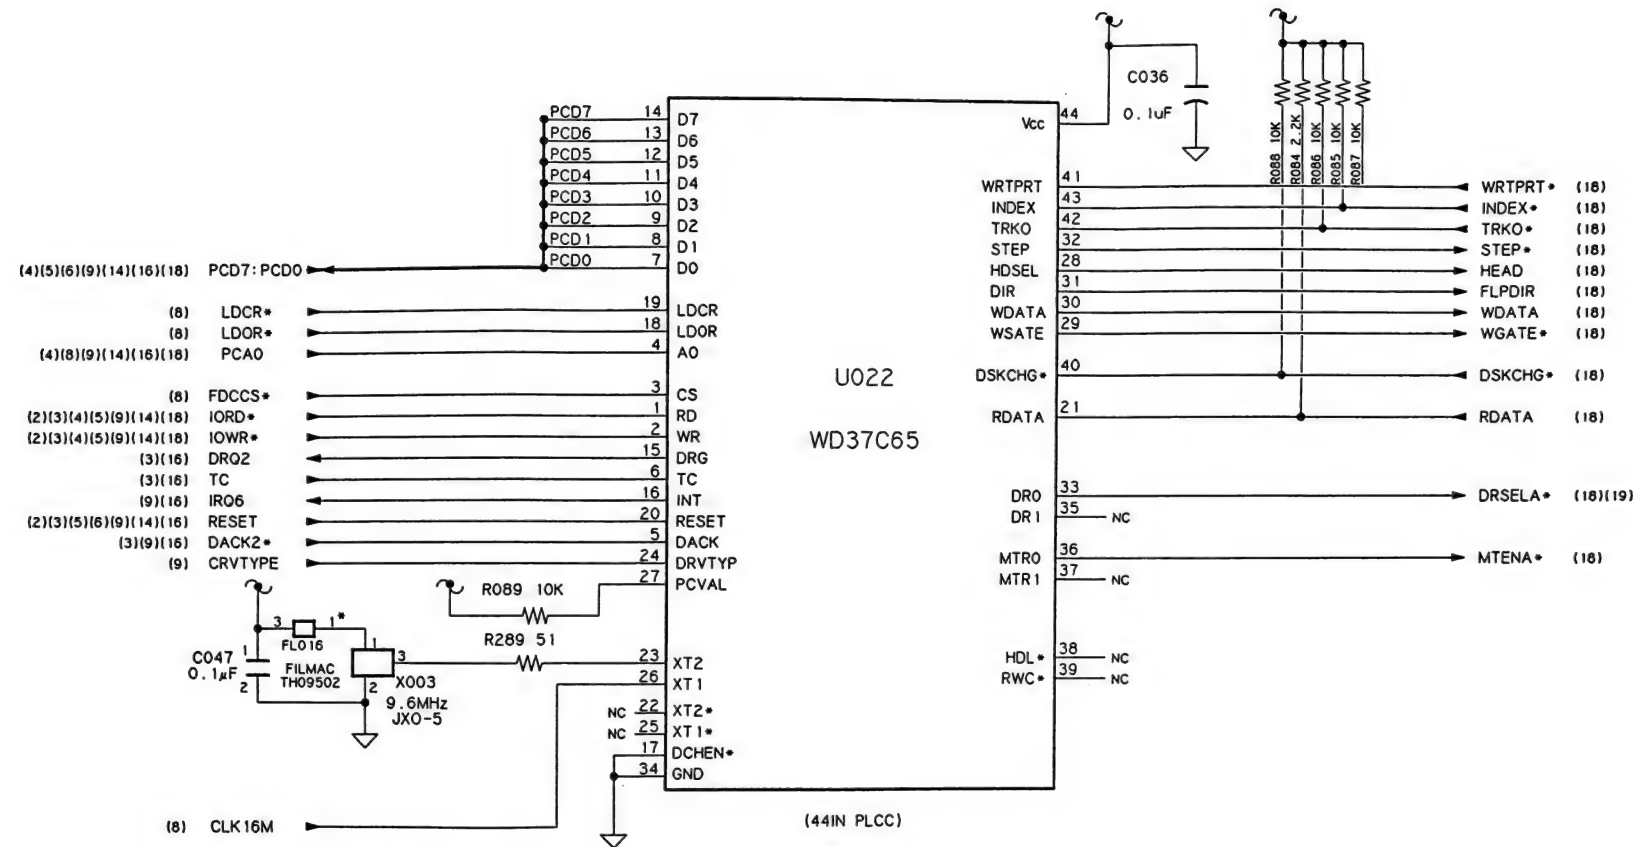 C036
0.1uF
R088 10K
R084 2.2K
R086 10K
R085 10K
R087 10K
PCD7 14 D7
PCD6 13 D6
PCD5 12 D5
PCD4 11 D4
PCD3 10 D3
PCD2 9 D2
PCD1 8 D1
PCD0 7 D0
(4)(5)(6)(9)(14)(16)(18) PCD7:PCD0
(8) LDCR* 19 LDCR
(8) LDOR* 18 LDOR
(4)(8)(9)(14)(16)(18) PCA0 4 A0
(8) FDCCS* 3 CS
(2)(3)(4)(5)(9)(14)(18) IORD* 1 RD
(2)(3)(4)(5)(9)(14)(18) IOWR* 2 WR
(3)(16) DRQ2 15 DRG
(3)(16) TC 6 TC
(9)(16) IRQ6 16 INT
(2)(3)(5)(6)(9)(14)(16) RESET 20 RESET
(3)(9)(16) DACK2* 5 DACK
(9) CRVTYPE 24 DRVTYP
27 PCVAL
R089 10K
R289 51
3 1*
FL016
FILMAC
TH09502
C047
0.1µF
1
2
1
3
2
X003
9.6MHz
JXO-5
23 XT2
26 XT1
NC 22 XT2*
NC 25 XT1*
17 DCHEN*
34 GND
(8) CLK16M
U022
WD37C65
(44IN PLCC)
Vcc 44
WRTPRT 41 WRTPRT* (18)
INDEX 43 INDEX* (18)
TRKO 42 TRKO* (18)
STEP 32 STEP* (18)
HDSEL 28 HEAD (18)
DIR 31 FLPDIR (18)
WDATA 30 WDATA (18)
WSATE 29 WGATE* (18)
DSKCHG* 40 DSKCHG* (18)
RDATA 21 RDATA (18)
DR0 33 DRSELA* (18)(19)
DR1 35 NC
MTR0 36 MTENA* (18)
MTR1 37 NC
HDL* 38 NC
RWC* 39 NC